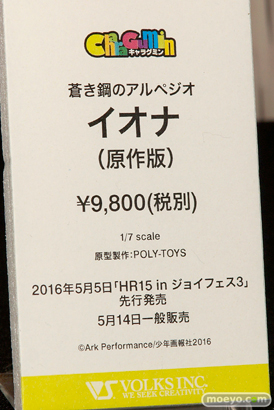 CharaGumin
キャラグミン
蒼き鋼のアルペジオ
イオナ
(原作版)
¥9,800(税別)
1/7 scale
原型製作:POLY-TOYS
2016年5月5日「HR15 in ジョイフェス3」
先行発売
5月14日一般販売
©Ark Performance/少年画報社2016
VS VOLKS INC.
WE SEEK CREATIVITY
moeyo.com